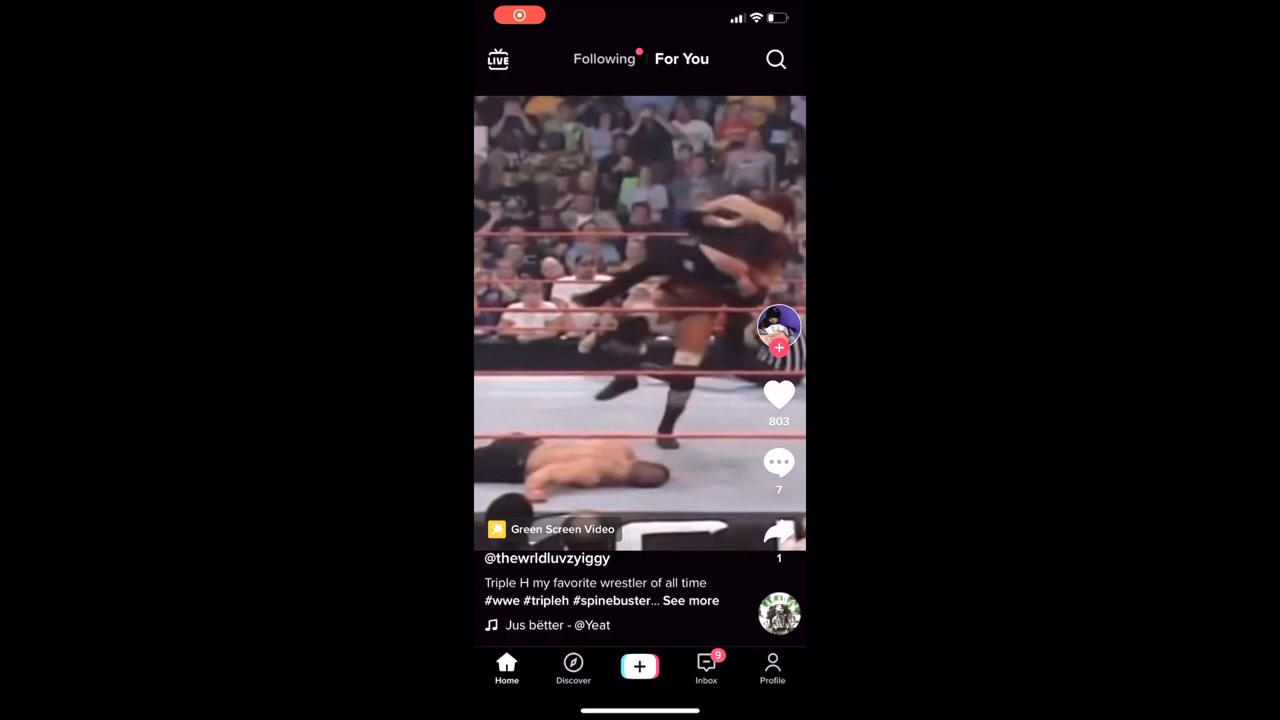 LIVE
Following
For You
803
7
Green Screen Video
1
@thewrldluvzyiggy
Triple H my favorite wrestler of all time
#wwe #tripleh #spinebuster... See more
Jus bëtter - @Yeat
9
Home
Discover
Inbox
Profile